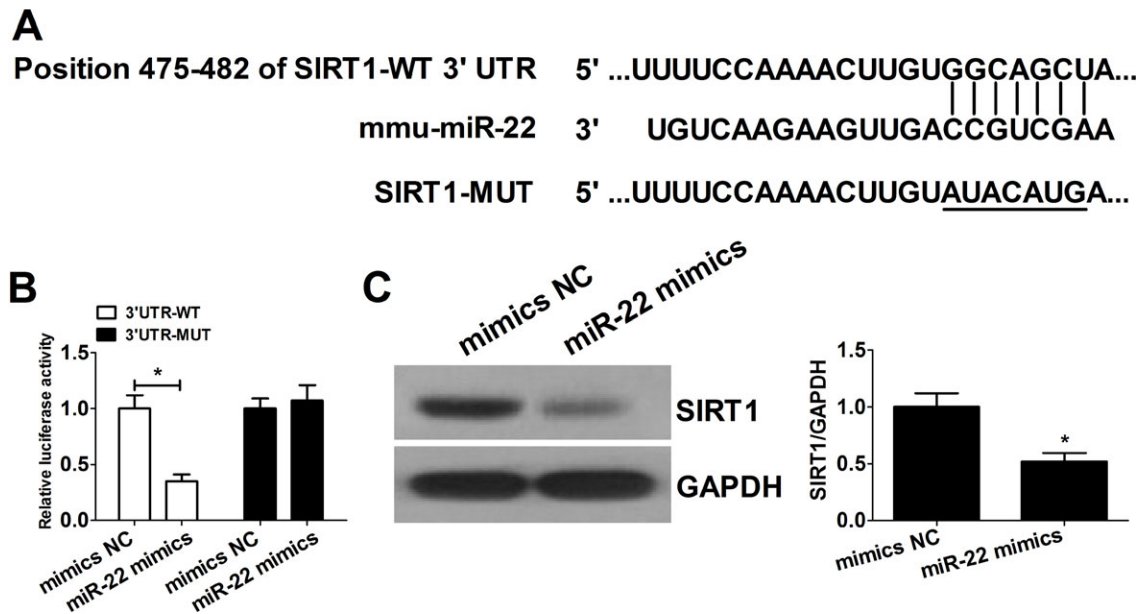 A
Position 475-482 of SIRT1-WT 3' UTR 5' ...UUUUCCAAAACUUGUGGCAGCUA...
mmu-miR-22 3' UGUCAAGAAGUUGACCGUCGAA
SIRT1-MUT 5' ...UUUUCCAAAACUUGUAUACAUGA...
B
3'UTR-WT
3'UTR-MUT
Relative luciferase activity
1.5
1.0
0.5
0.0
*
mimics NC
miR-22 mimics
mimics NC
miR-22 mimics
C
mimics NC
miR-22 mimics
SIRT1
GAPDH
SIRT1/GAPDH
1.5
1.0
0.5
0.0
*
mimics NC
miR-22 mimics